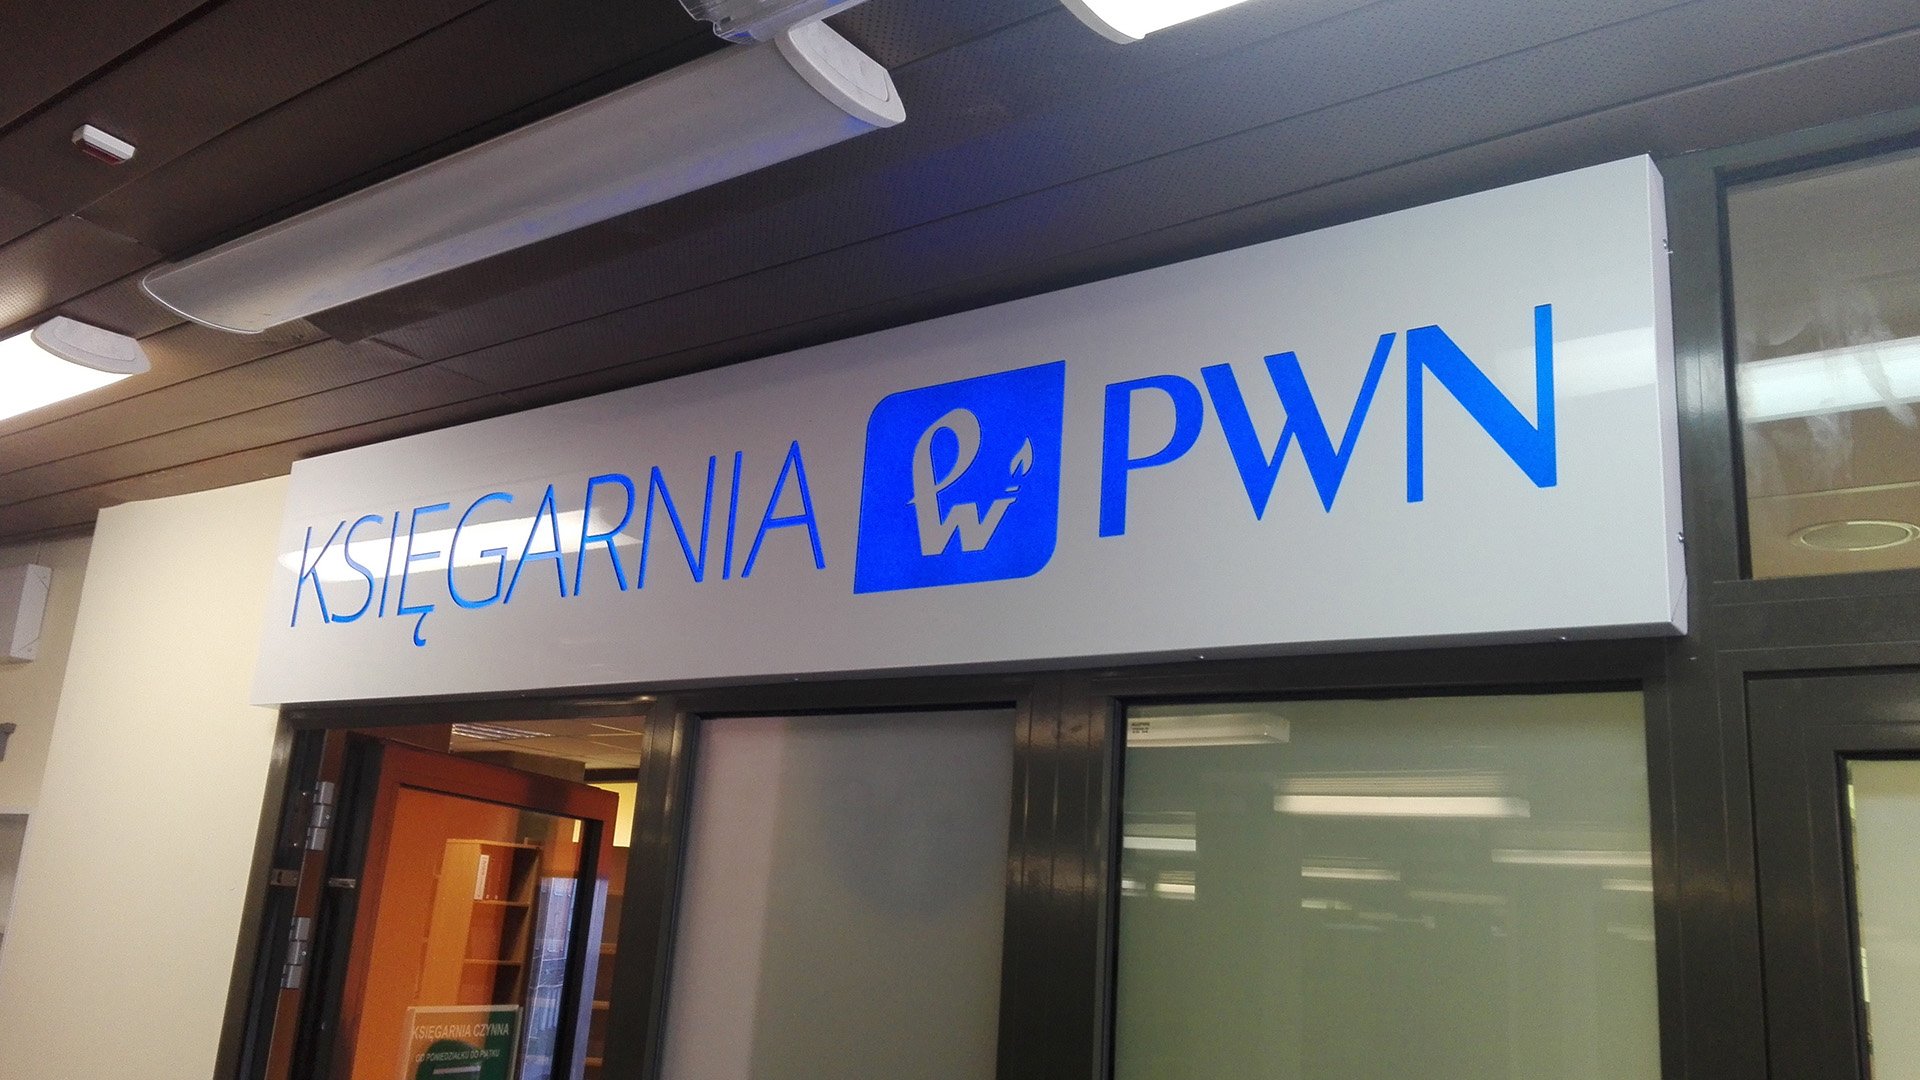 KSIĘGARNIA PWN
KSIĘGARNIA CZYNNA
OD PONIEDZIAŁKU DO PIĄTKU